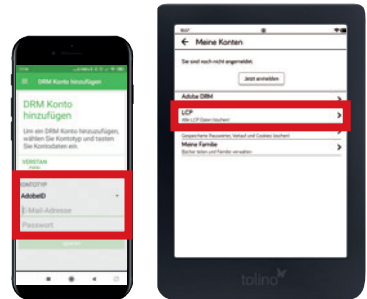 DRM Konto hinzufügen
DRM Konto
hinzufügen
Um ein DRM Konto hinzuzufügen,
wählen Sie Kontotyp und tasten
Sie Kontodaten ein.
VERSTAN
KONTOTYP
AdobeID
E-Mail-Adresse
Passwort
Meine Konten
Sie sind noch nicht angemeldet.
Jetzt anmelden
Adobe DRM
LCP
Alle LCP Daten löschen!
Gespeicherte Passwörter, Verlauf und Cookies löschen!
Meine Familie
Bücher teilen und Familie verwalten.
tolino